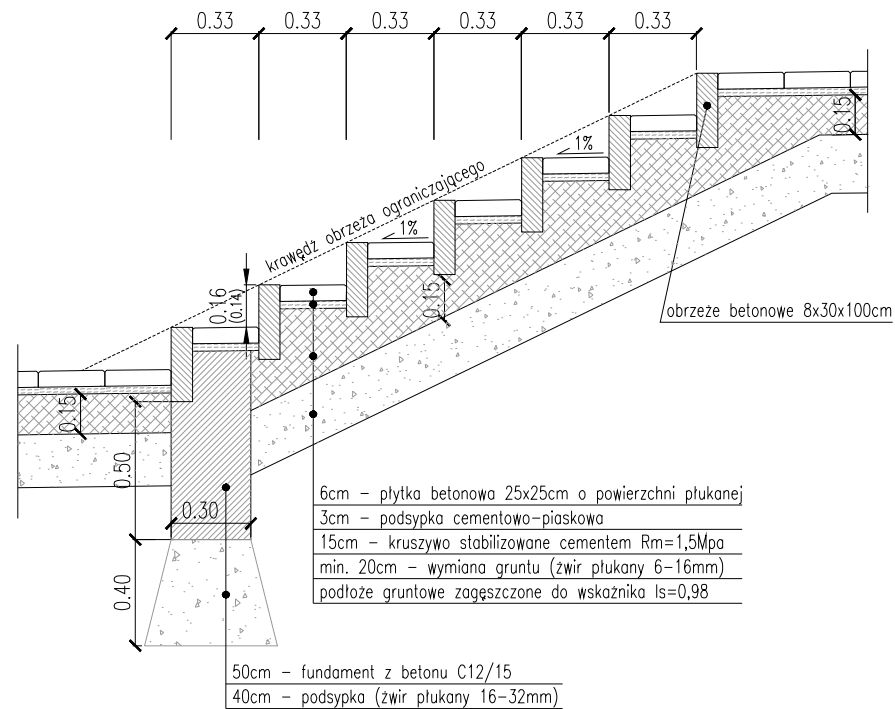 0.33 0.33 0.33 0.33 0.33 0.33
0.15
1%
krawędź obrzeża ograniczającego
1%
0.16
(0.14)
0.15
obrzeże betonowe 8x30x100cm
0.15
0.50
0.30
0.40
6cm – płytka betonowa 25x25cm o powierzchni płukanej
3cm – podsypka cementowo-piaskowa
15cm – kruszywo stabilizowane cementem Rm=1,5Mpa
min. 20cm – wymiana gruntu (żwir płukany 6-16mm)
podłoże gruntowe zagęszczone do wskaźnika Is=0,98
50cm – fundament z betonu C12/15
40cm – podsypka (żwir płukany 16-32mm)